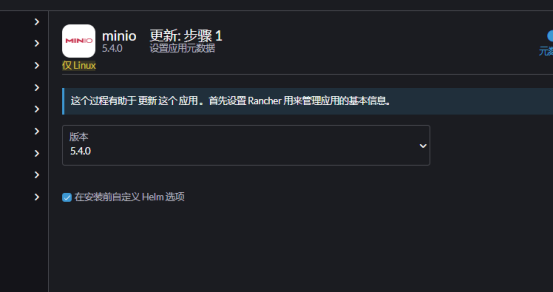 MINIO
minio
更新: 步骤 1
5.4.0
设置应用元数据
仅 Linux
这个过程有助于 更新 这个 应用 。首先设置 Rancher 用来管理应用的基本信息。
版本
5.4.0
在安装前自定义 Helm 选项